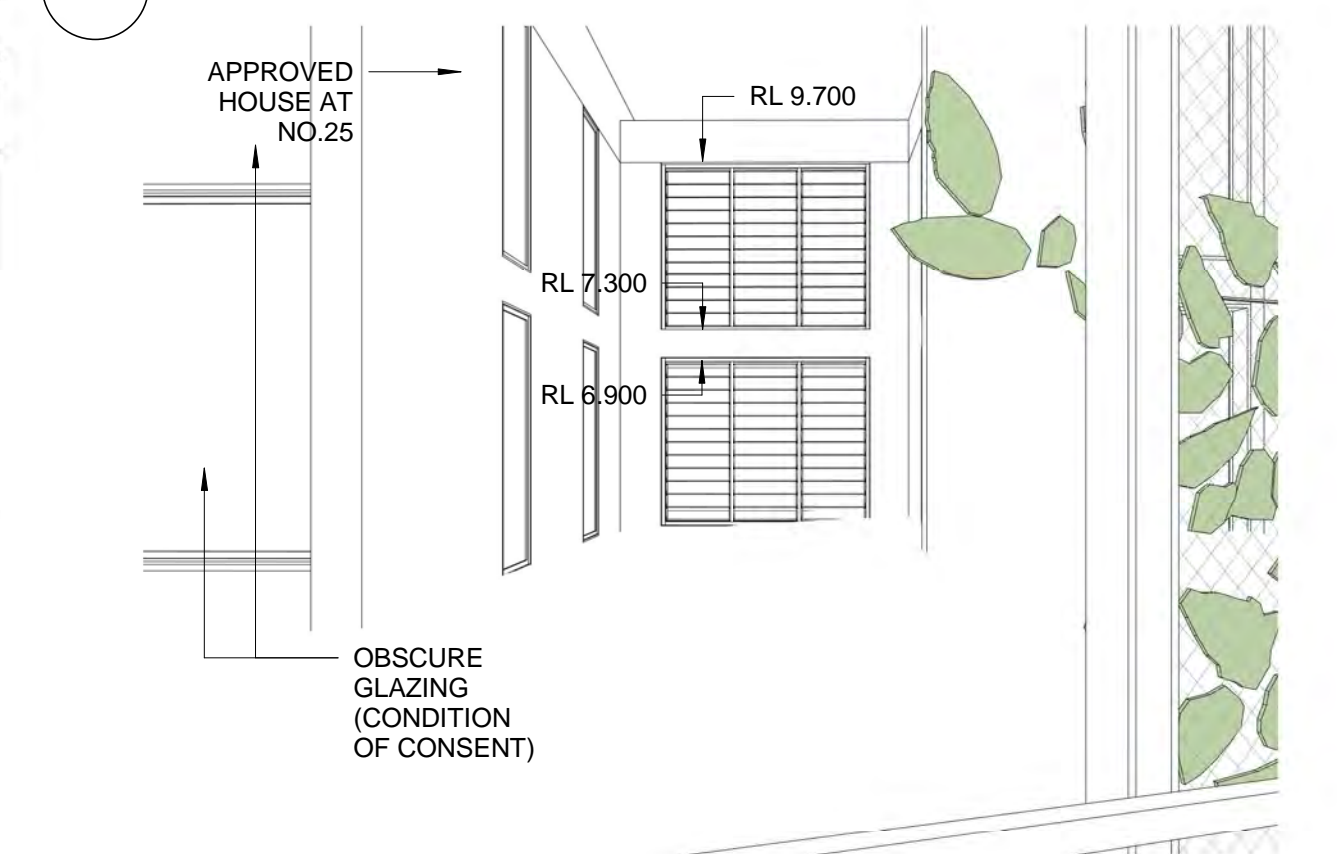 APPROVED
HOUSE AT
NO.25
RL 9.700
RL 7.300
RL 6.900
OBSCURE
GLAZING
(CONDITION
OF CONSENT)